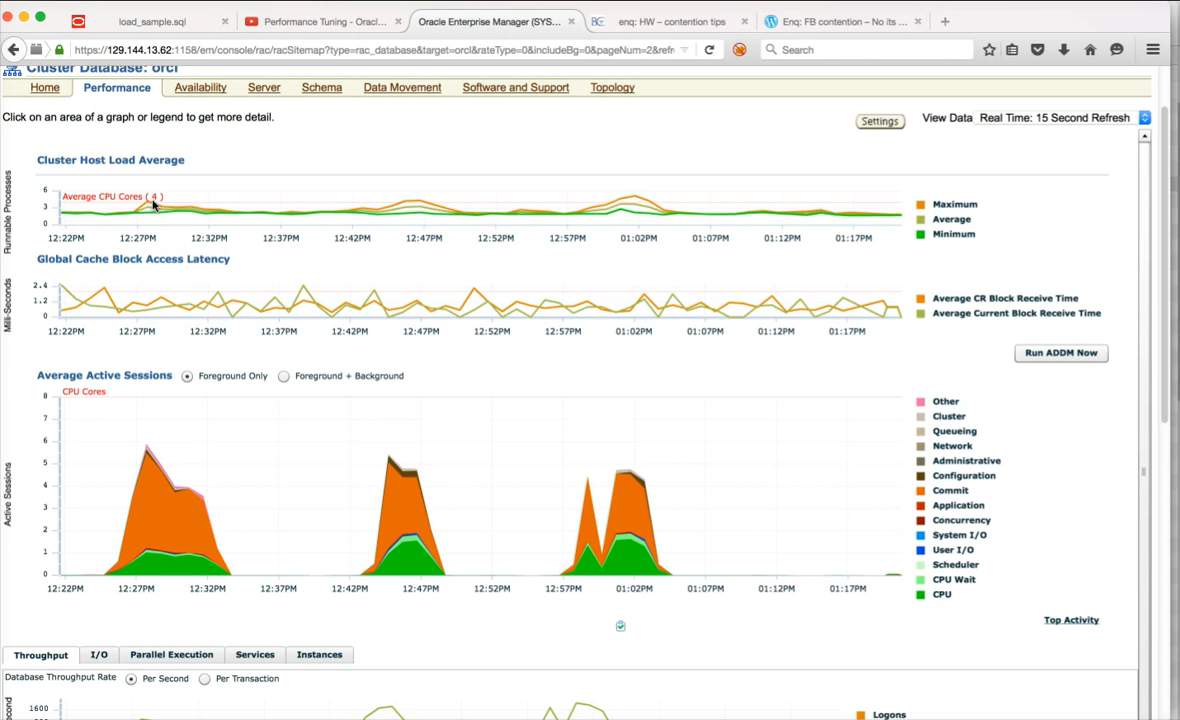 load_sample.sql
Performance Tuning - Oracl...
Oracle Enterprise Manager (SYS...
enq: HW – contention tips
Enq: FB contention – No its ...
https://129.144.13.62:1158/em/console/rac/racSitemap?type=rac_database&target=orcl&rateType=0&includeBg=0&pageNum=2&refr
Search
Cluster Database: orcl
Home Performance Availability Server Schema Data Movement Software and Support Topology
Click on an area of a graph or legend to get more detail.
Settings
View Data Real Time: 15 Second Refresh
Cluster Host Load Average
Runnable Processes
6
3
0
Average CPU Cores ( 4 )
12:22PM 12:27PM 12:32PM 12:37PM 12:42PM 12:47PM 12:52PM 12:57PM 01:02PM 01:07PM 01:12PM 01:17PM
Maximum
Average
Minimum
Global Cache Block Access Latency
Milli-Seconds
2.4
1.2
0
12:22PM 12:27PM 12:32PM 12:37PM 12:42PM 12:47PM 12:52PM 12:57PM 01:02PM 01:07PM 01:12PM 01:17PM
Average CR Block Receive Time
Average Current Block Receive Time
Run ADDM Now
Average Active Sessions
Foreground Only
Foreground + Background
CPU Cores
Active Sessions
8
7
6
5
4
3
2
1
0
12:22PM 12:27PM 12:32PM 12:37PM 12:42PM 12:47PM 12:52PM 12:57PM 01:02PM 01:07PM 01:12PM 01:17PM
Other
Cluster
Queueing
Network
Administrative
Configuration
Commit
Application
Concurrency
System I/O
User I/O
Scheduler
CPU Wait
CPU
Top Activity
Throughput I/O Parallel Execution Services Instances
Database Throughput Rate
Per Second
Per Transaction
1600
Logons